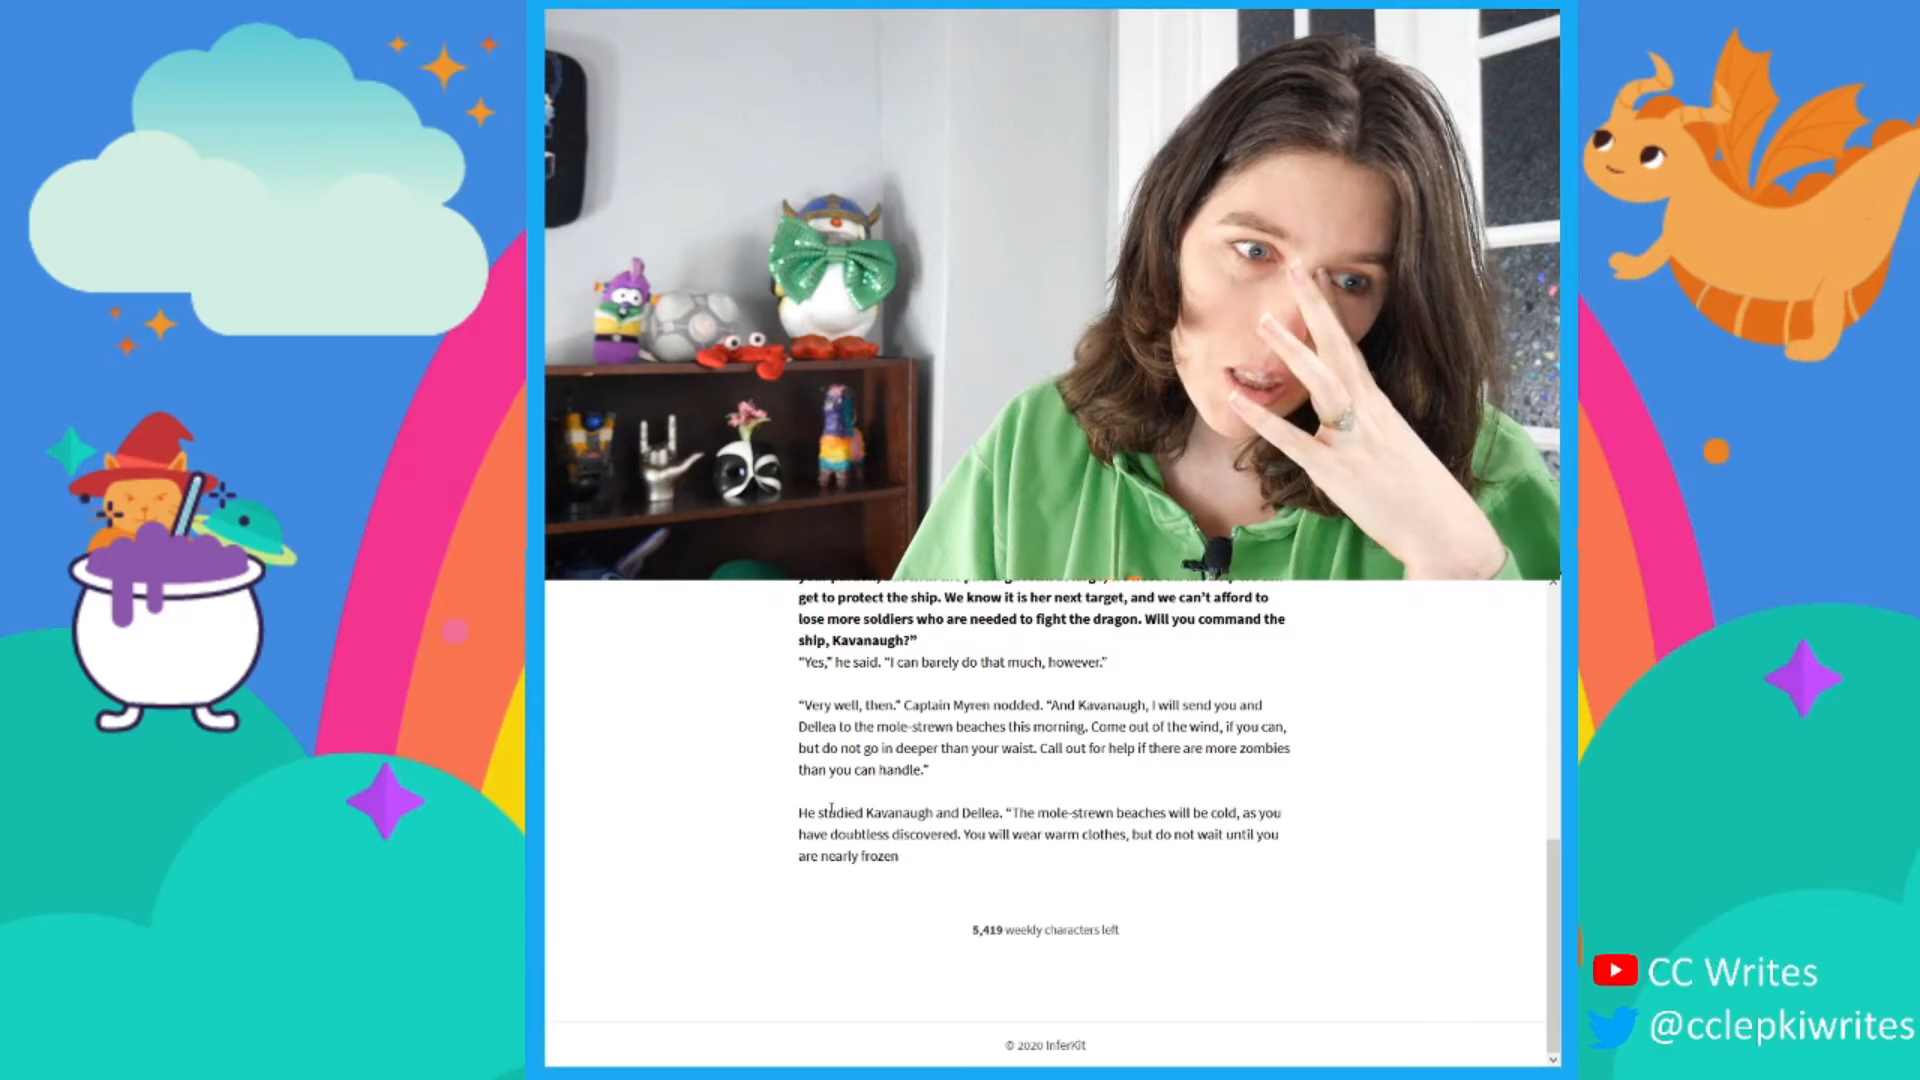 get to protect the ship. We know it is her next target, and we can’t afford to
lose more soldiers who are needed to fight the dragon. Will you command the
ship, Kavanaugh?”
“Yes,” he said. “I can barely do that much, however.”
“Very well, then.” Captain Myren nodded. “And Kavanaugh, I will send you and
Dellea to the mole-strewn beaches this morning. Come out of the wind, if you can,
but do not go in deeper than your waist. Call out for help if there are more zombies
than you can handle.”
He studied Kavanaugh and Dellea. “The mole-strewn beaches will be cold, as you
have doubtless discovered. You will wear warm clothes, but do not wait until you
are nearly frozen
5,419 weekly characters left
© 2020 InferKit
CC Writes
@cclepkiwrites